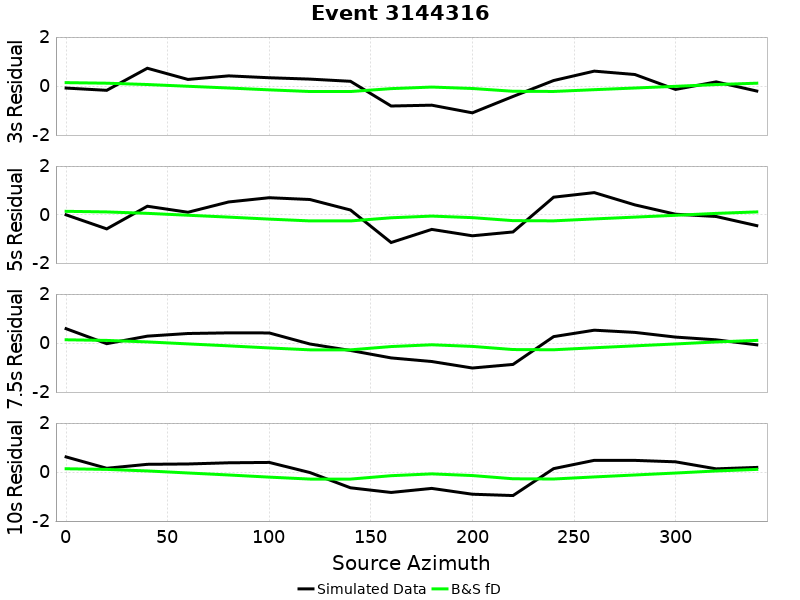 Event 3144316
3s Residual
2
0
-2
5s Residual
2
0
-2
7.5s Residual
2
0
-2
10s Residual
2
0
-2
0 50 100 150 200 250 300
Source Azimuth
Simulated Data B&S fD